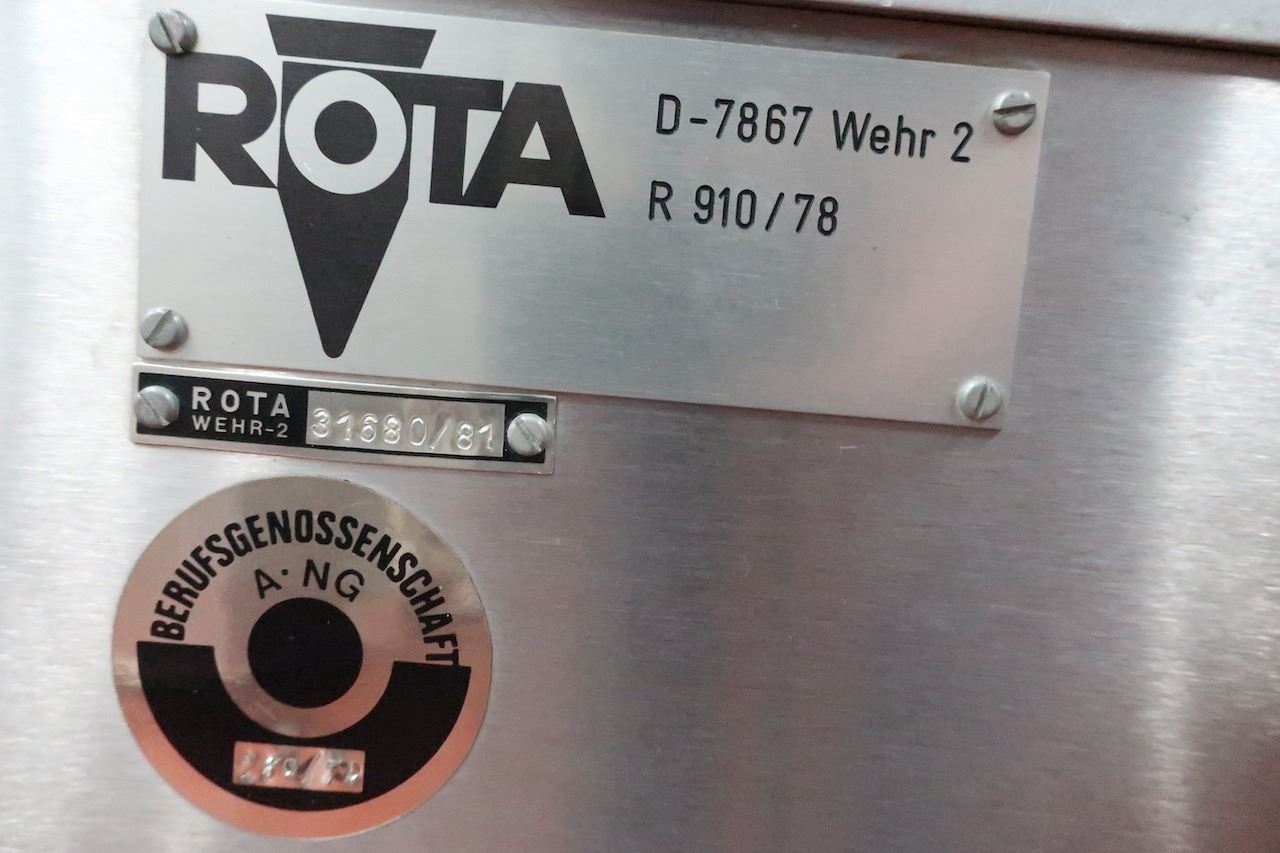 ROTA
D-7867 Wehr 2
R 910/78
ROTA
WEHR-2
31680/81
BERUFSGENOSSENSCHAFT
A·NG